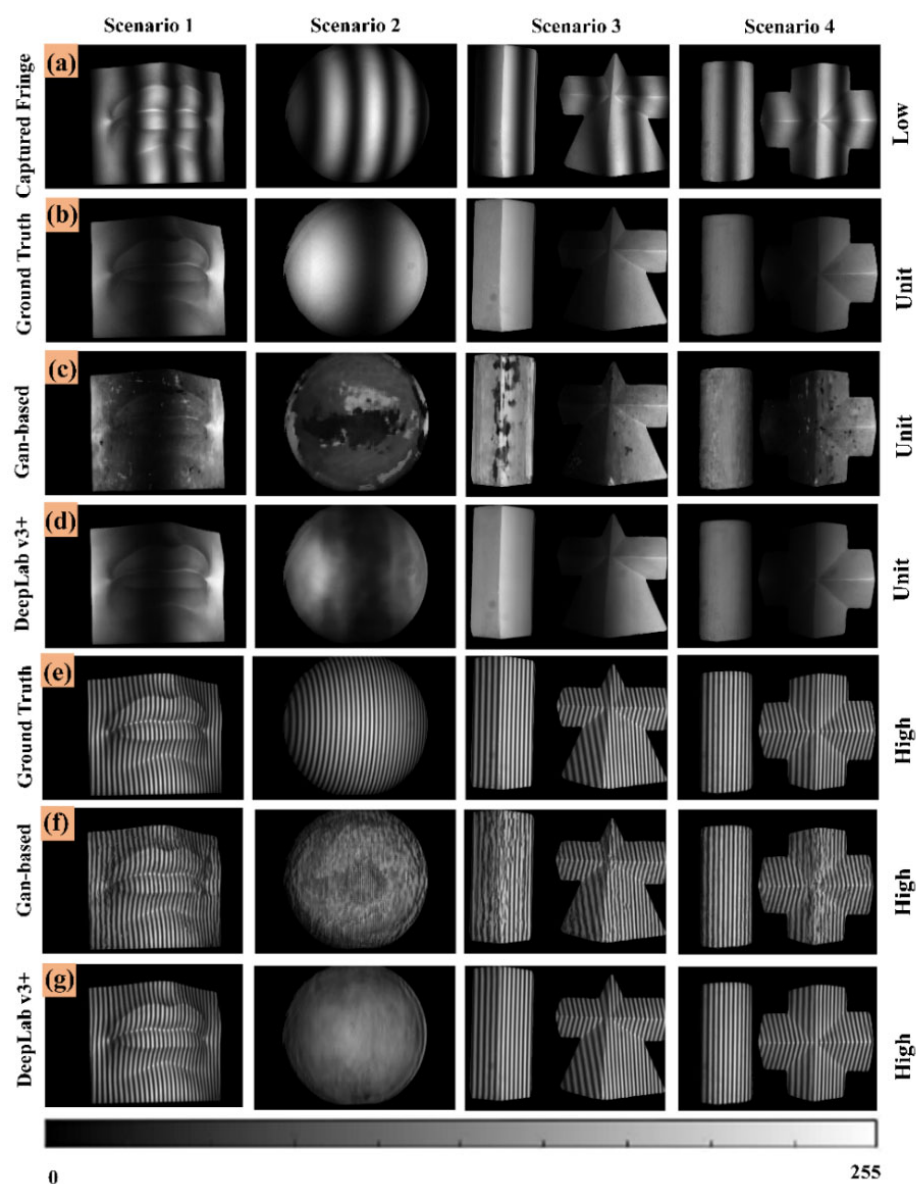 Scenario 1 Scenario 2 Scenario 3 Scenario 4
(a) Captured Fringe Low
(b) Ground Truth Unit
(c) Gan-based Unit
(d) DeepLab v3+ Unit
(e) Ground Truth High
(f) Gan-based High
(g) DeepLab v3+ High
0 255